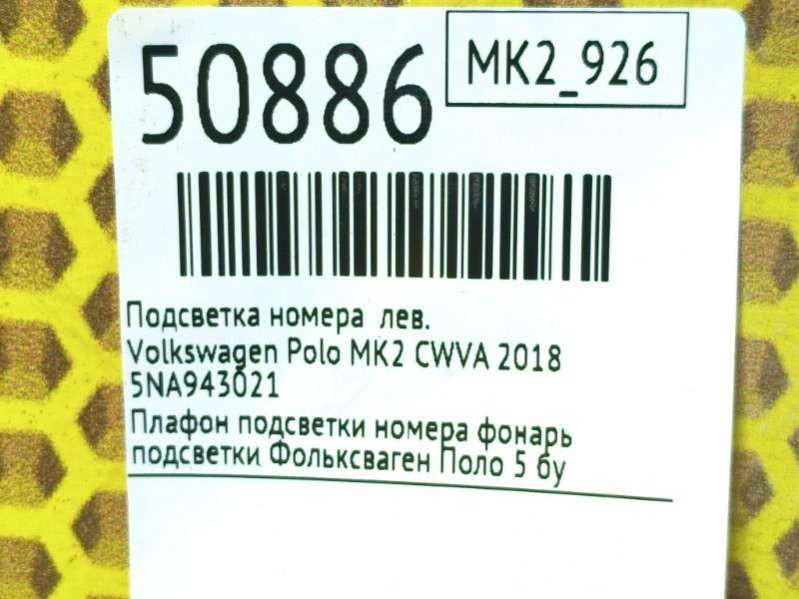 50886
MK2_926
Подсветка номера лев.
Volkswagen Polo MK2 CWVA 2018
5NA943021
Плафон подсветки номера фонарь
подсветки Фольксваген Поло 5 бу